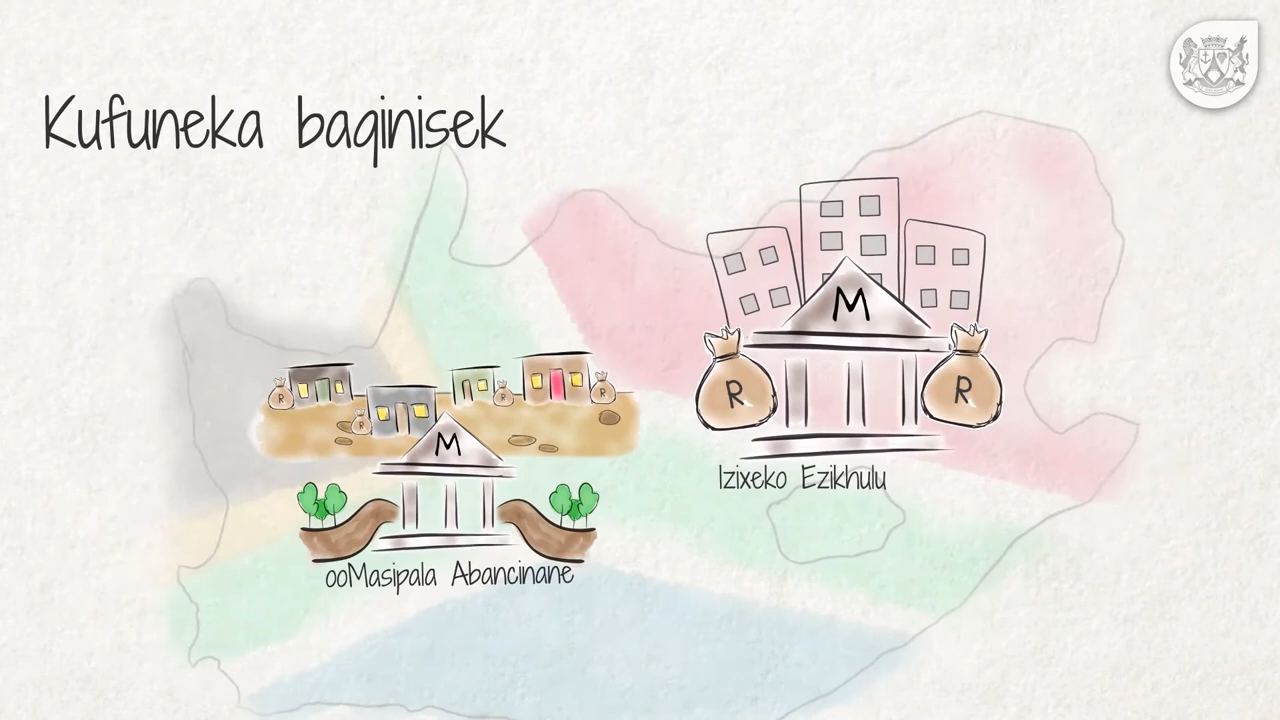 Kufuneka baqinisek
M
R
R
R
R
R
R
M
Izixeko Ezikhulu
ooMasipala Abancinane